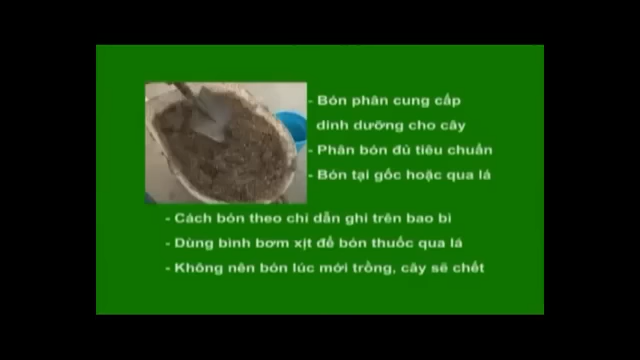 - Bón phân cung cấp
dinh dưỡng cho cây
- Phân bón đủ tiêu chuẩn
- Bón tại gốc hoặc qua lá
- Cách bón theo chỉ dẫn ghi trên bao bì
- Dùng bình bơm xịt để bón thuốc qua lá
- Không nên bón lúc mới trồng, cây sẽ chết